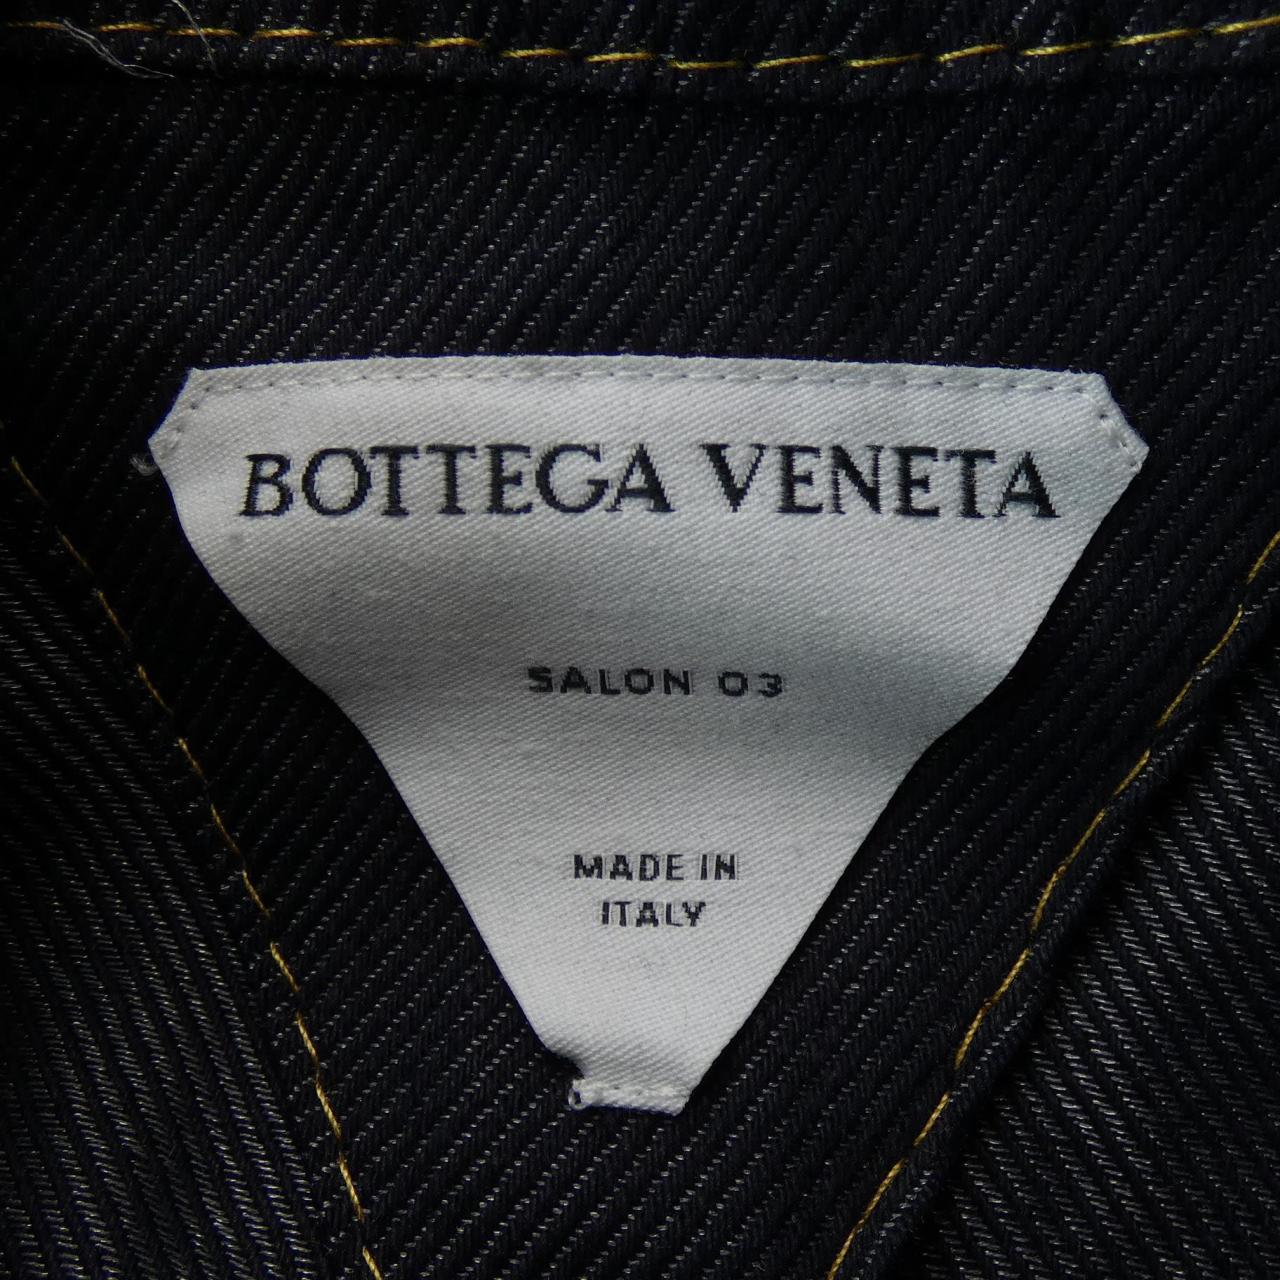 BOTTEGA VENETA
SALON 03
MADE IN
ITALY